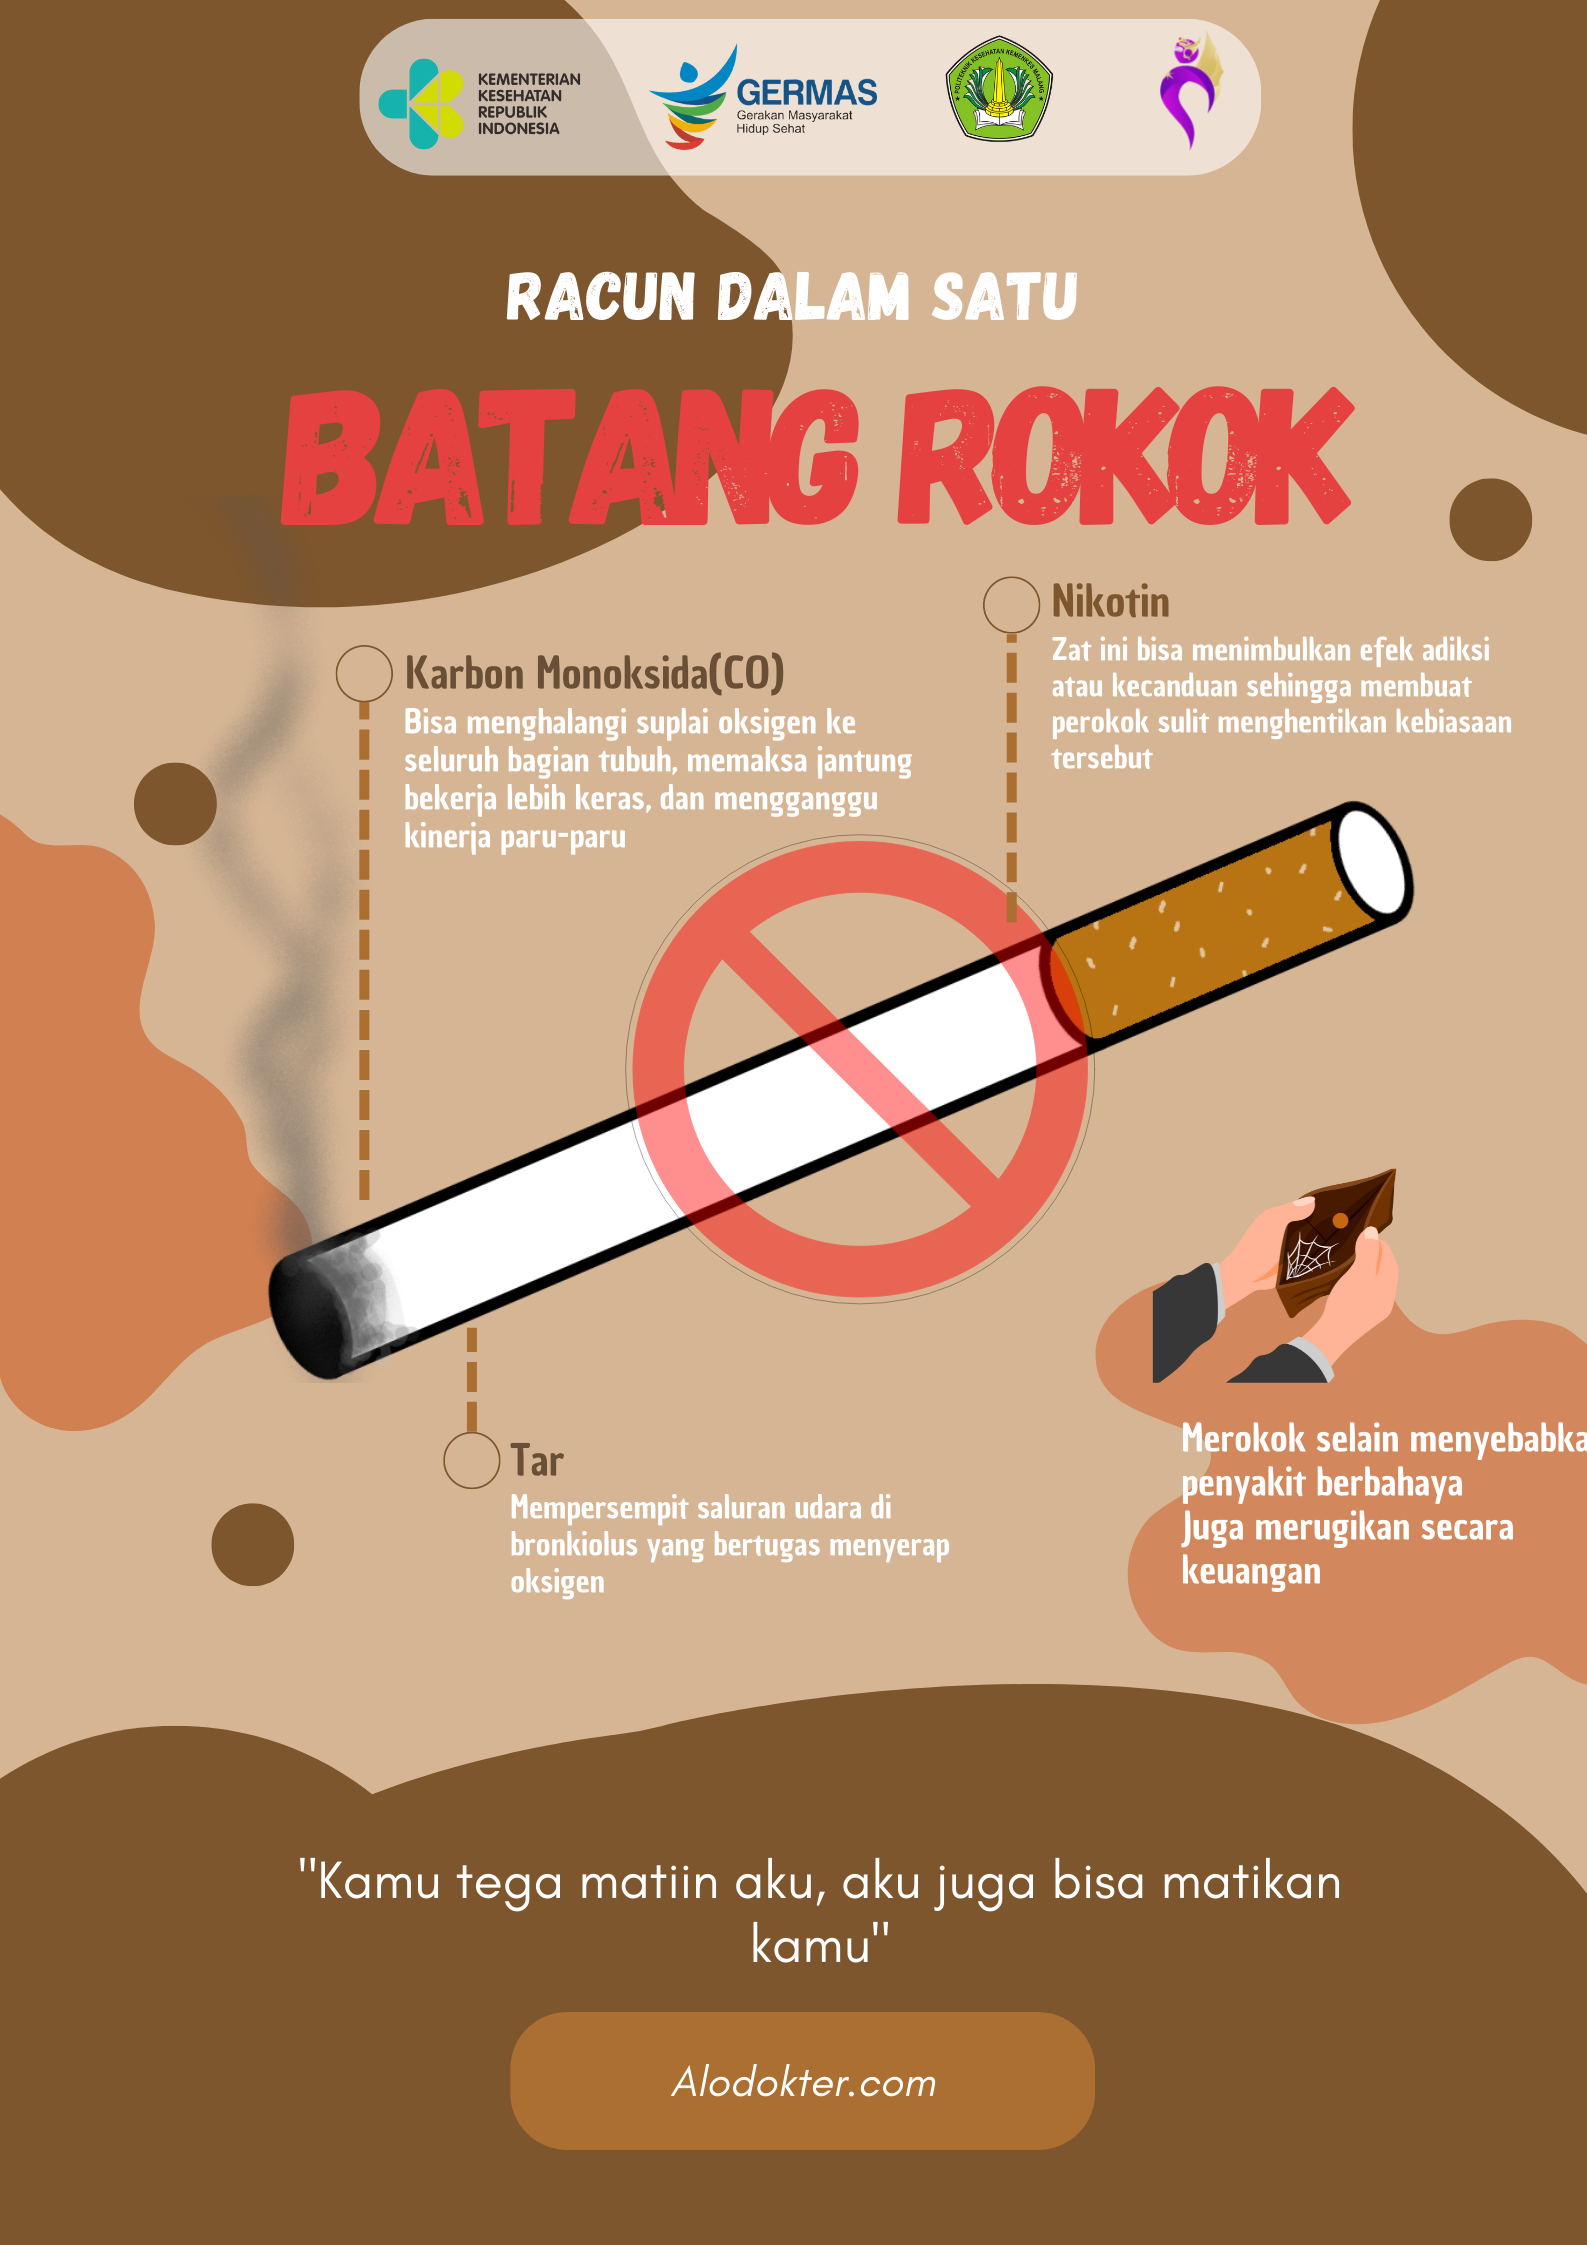 KEMENTERIAN
KESEHATAN
REPUBLIK
INDONESIA
GERMAS
Gerakan Masyarakat
Hidup Sehat
POLITEKNIK KESEHATAN KEMENKES MALANG
RACUN DALAM SATU
BATANG ROKOK
Nikotin
Zat ini bisa menimbulkan efek adiksi
atau kecanduan sehingga membuat
perokok sulit menghentikan kebiasaan
tersebut
Karbon Monoksida(CO)
Bisa menghalangi suplai oksigen ke
seluruh bagian tubuh, memaksa jantung
bekerja lebih keras, dan mengganggu
kinerja paru-paru
Tar
Mempersempit saluran udara di
bronkiolus yang bertugas menyerap
oksigen
Merokok selain menyebabka
penyakit berbahaya
Juga merugikan secara
keuangan
"Kamu tega matiin aku, aku juga bisa matikan
kamu"
Alodokter.com